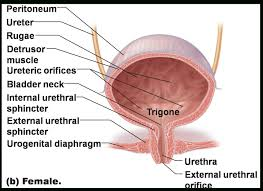 Peritoneum
Ureter
Rugae
Detrusor
muscle
Ureteric orifices
Bladder neck
Internal urethral
sphincter
External urethral
sphincter
Urogenital diaphragm
Trigone
Urethra
External urethral
orifice
(b) Female.